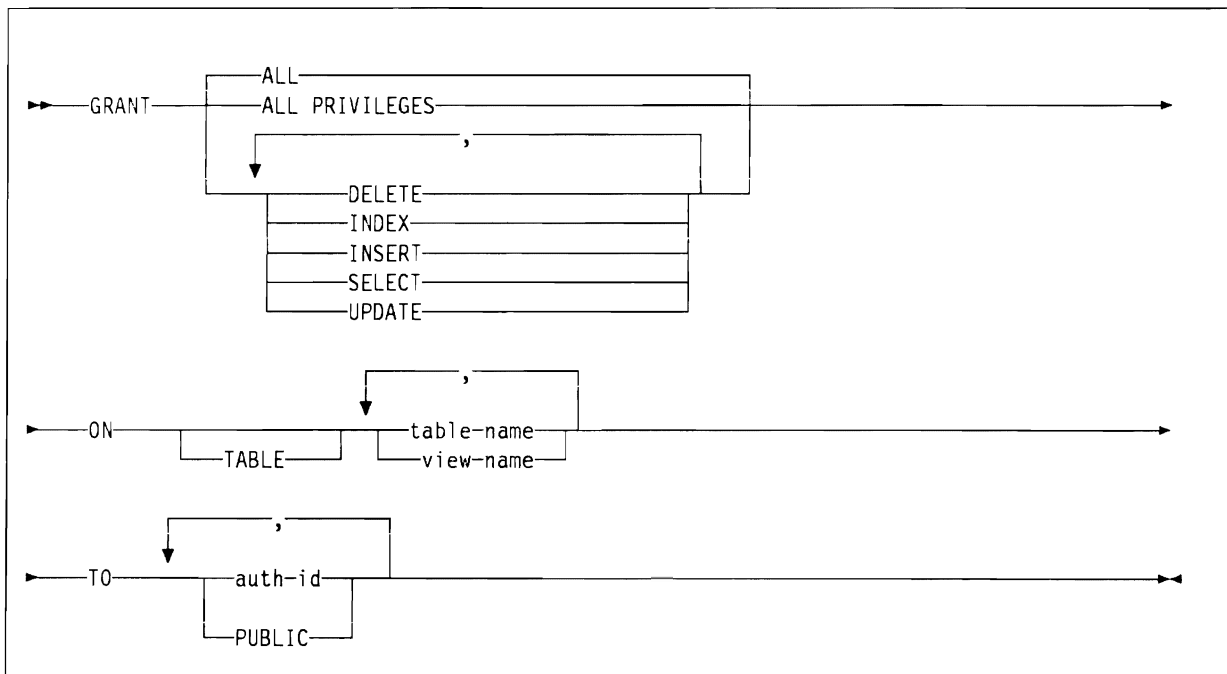 ALL
GRANT ALL PRIVILEGES
,
DELETE
INDEX
INSERT
SELECT
UPDATE
,
ON table-name
TABLE view-name
,
TO auth-id
PUBLIC